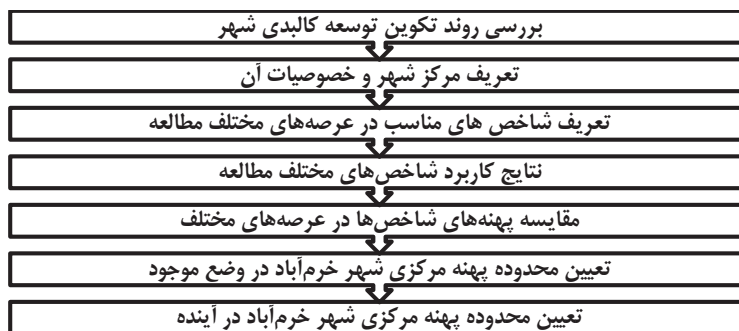 بررسی روند تکوین توسعه کالبدی شهر
تعریف مرکز شهر و خصوصیات آن
تعریف شاخص های مناسب در عرصه‌های مختلف مطالعه
نتایج کاربرد شاخص‌های مختلف مطالعه
مقایسه پهنه‌های شاخص‌ها در عرصه‌های مختلف
تعیین محدوده پهنه مرکزی شهر خرم‌آباد در وضع موجود
تعیین محدوده پهنه مرکزی شهر خرم‌آباد در آینده